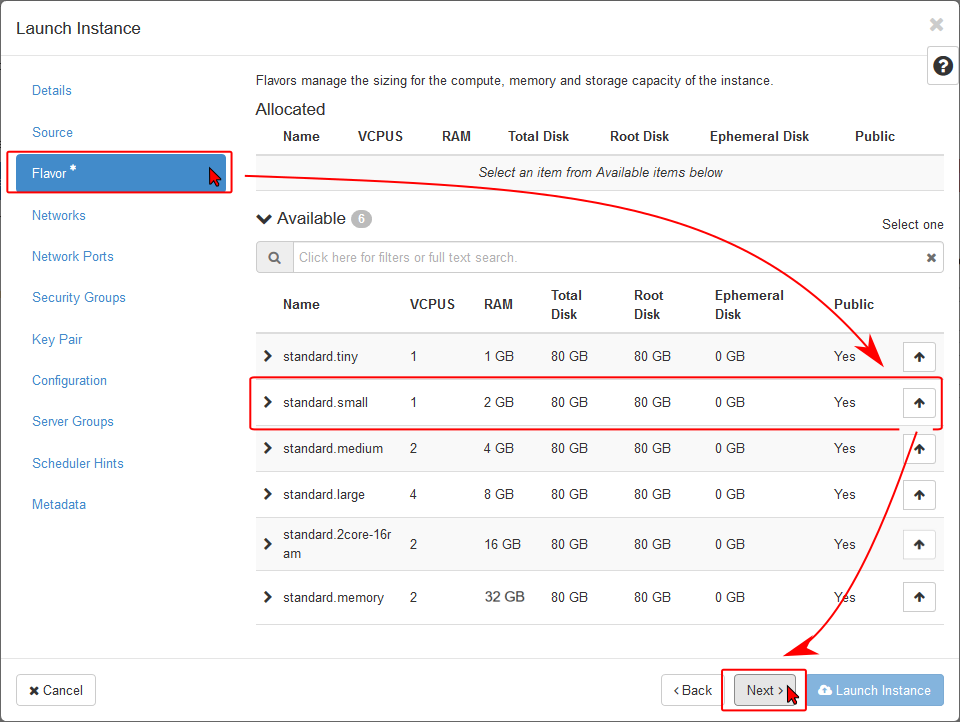 Launch Instance
Details
Source
Flavor *
Networks
Network Ports
Security Groups
Key Pair
Configuration
Server Groups
Scheduler Hints
Metadata
Flavors manage the sizing for the compute, memory and storage capacity of the instance.
Allocated
Name VCPUS RAM Total Disk Root Disk Ephemeral Disk Public
Select an item from Available items below
Available 6
Select one
Click here for filters or full text search.
Name VCPUS RAM Total Disk Root Disk Ephemeral Disk Public
standard.tiny 1 1 GB 80 GB 80 GB 0 GB Yes
standard.small 1 2 GB 80 GB 80 GB 0 GB Yes
standard.medium 2 4 GB 80 GB 80 GB 0 GB Yes
standard.large 4 8 GB 80 GB 80 GB 0 GB Yes
standard.2core-16r
am 2 16 GB 80 GB 80 GB 0 GB Yes
standard.memory 2 32 GB 80 GB 80 GB 0 GB Yes
Cancel
Back
Next
Launch Instance